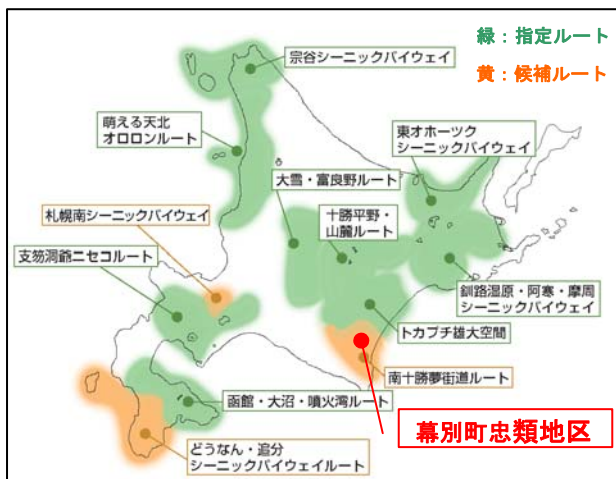 緑：指定ルート
黄：候補ルート
宗谷シーニックバイウェイ
萌える天北
オロロンルート
東オホーツク
シーニックバイウェイ
大雪・富良野ルート
十勝平野・
山麓ルート
札幌南シーニックバイウェイ
支笏洞爺ニセコルート
釧路湿原・阿寒・摩周
シーニックバイウェイ
トカプチ雄大空間
南十勝夢街道ルート
函館・大沼・噴火湾ルート
幕別町忠類地区
どうなん・追分
シーニックバイウェイルート